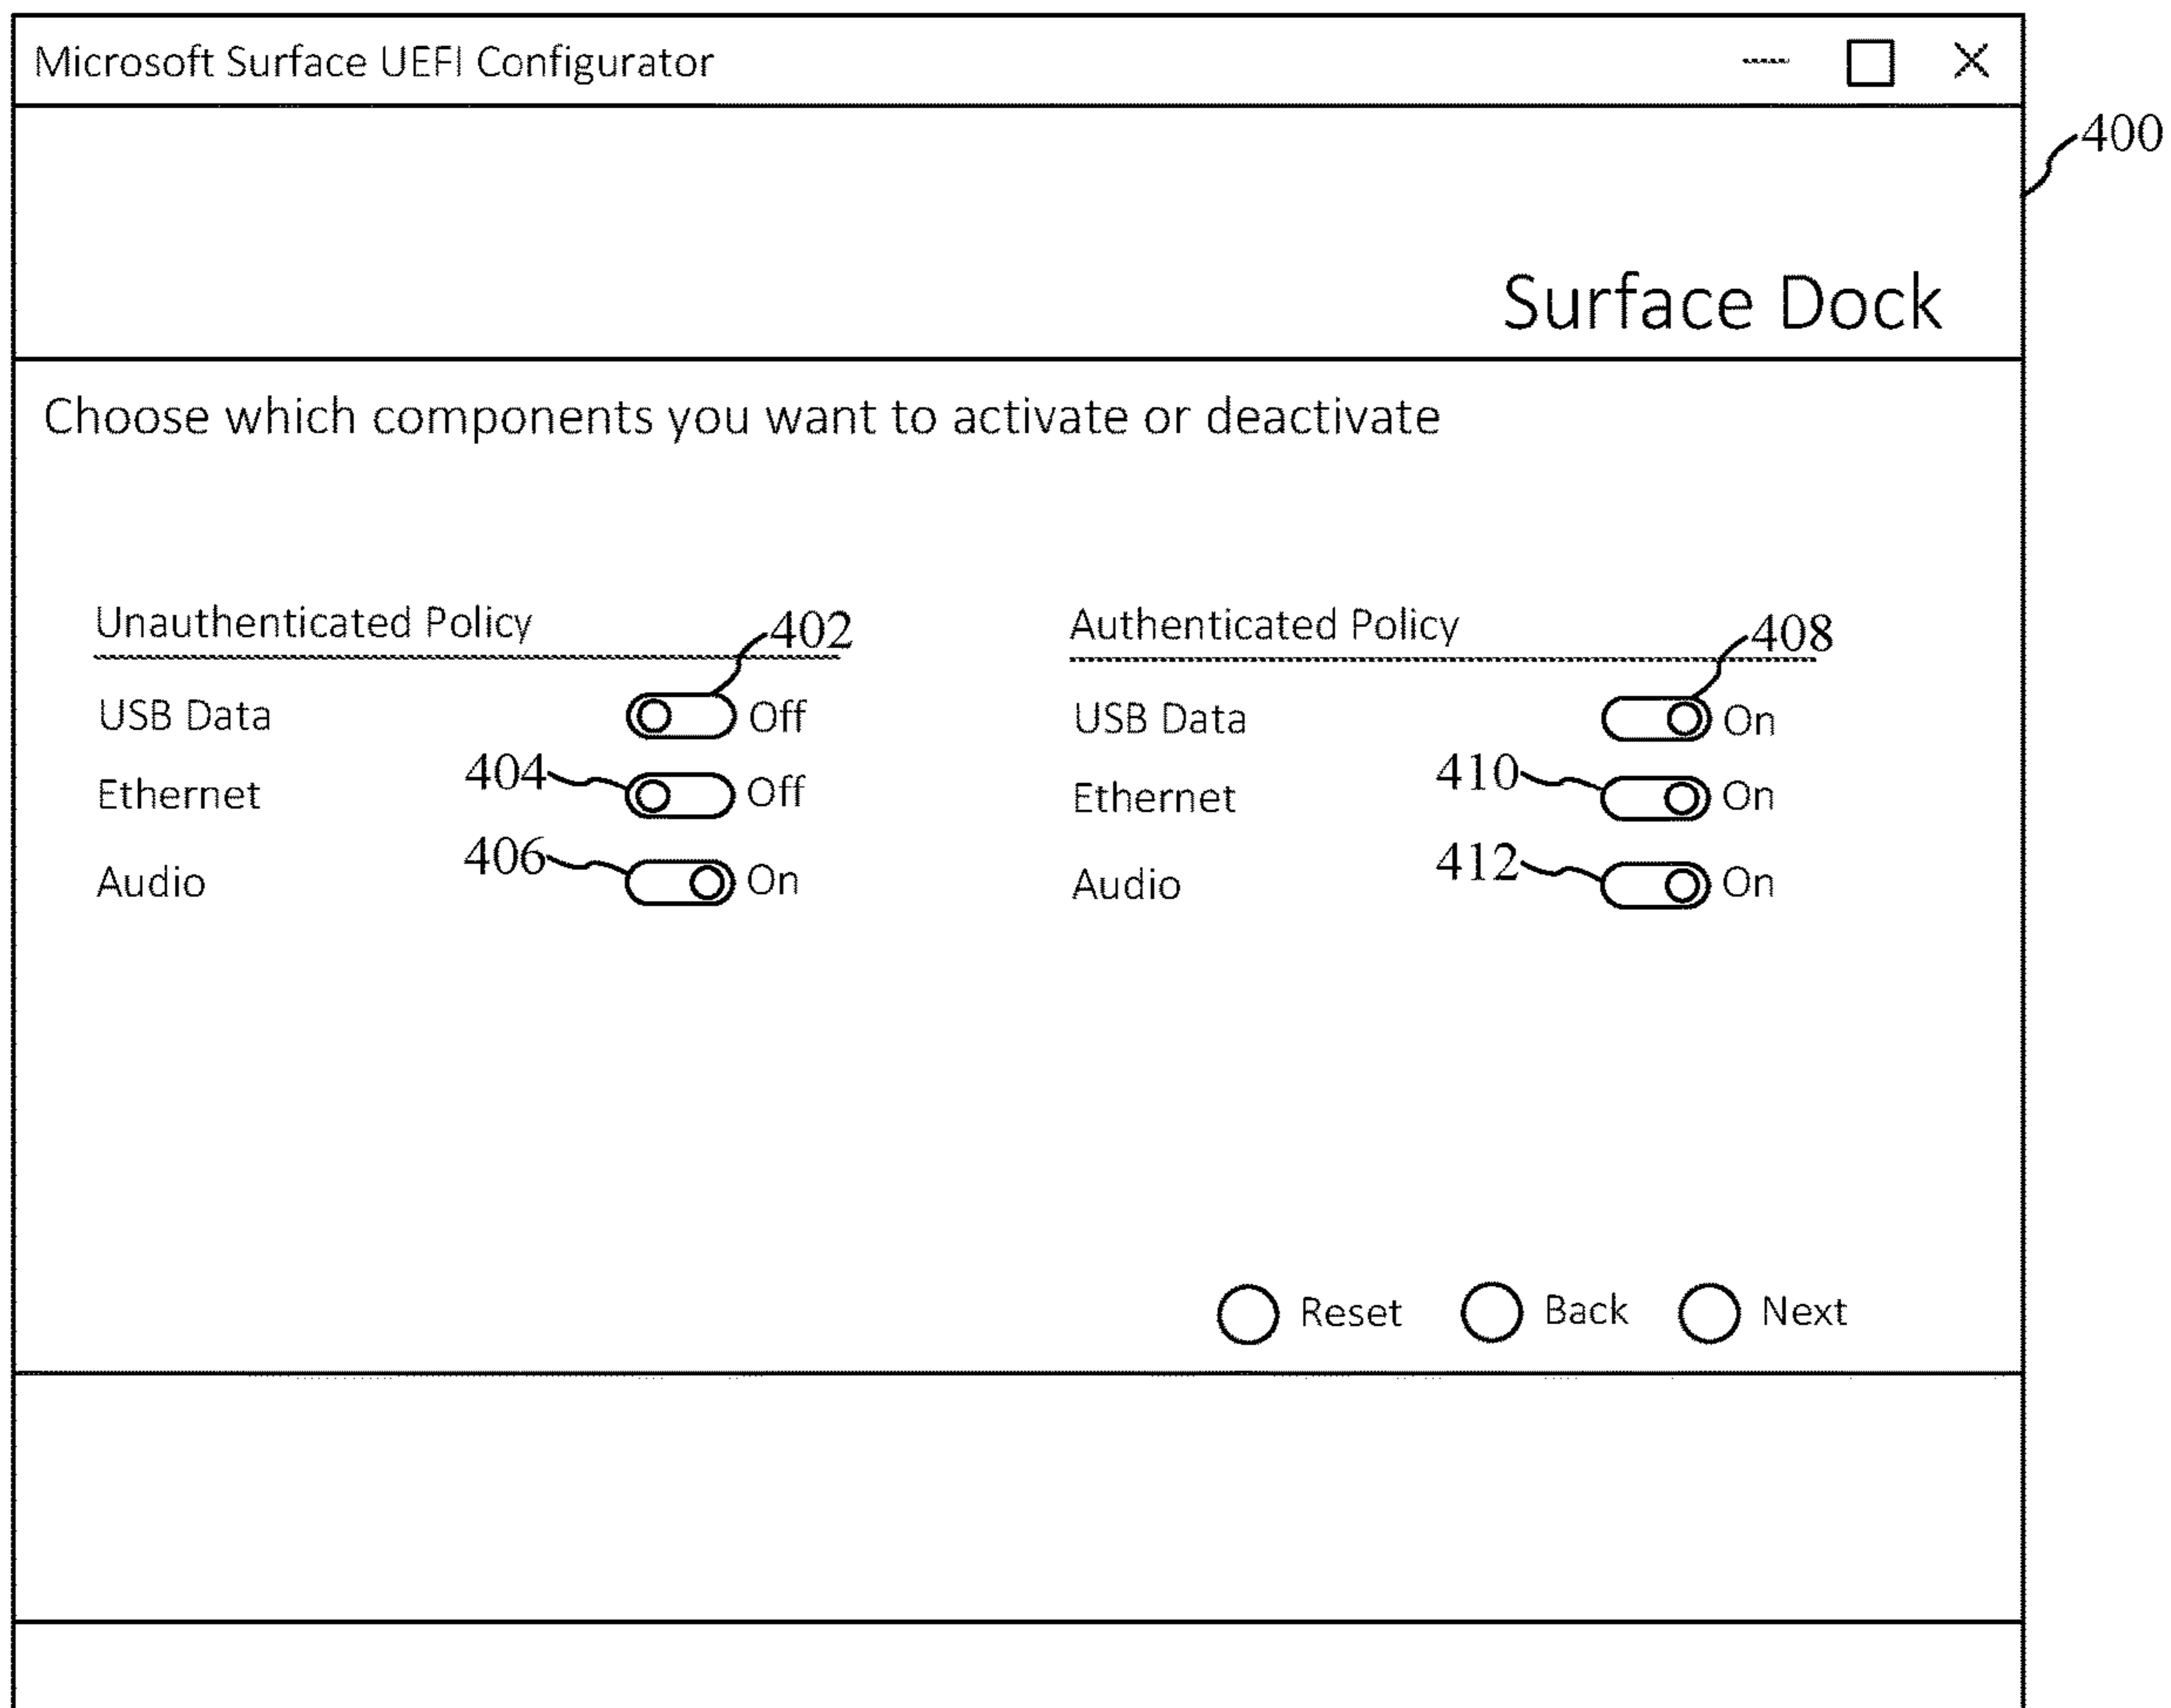 Microsoft Surface UEFI Configurator
400
Surface Dock
Choose which components you want to activate or deactivate
Unauthenticated Policy
402
USB Data Off
404
Ethernet Off
406
Audio On
Authenticated Policy
408
USB Data On
410
Ethernet On
412
Audio On
Reset Back Next